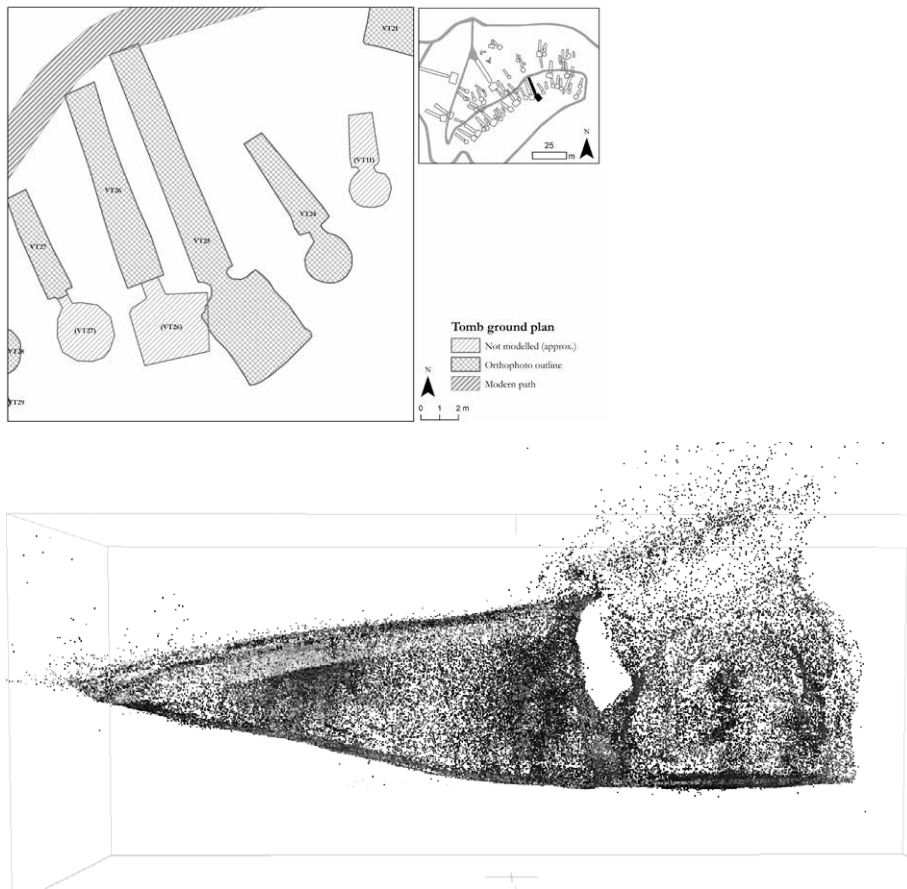 VT21
(VT11)
VT26
VT24
VT25
VT27
(VT27)
(VT26)
VT28
VT29
N
25
m
Tomb ground plan
Not modelled (approx.)
Orthophoto outline
Modern path
N
0 1 2 m